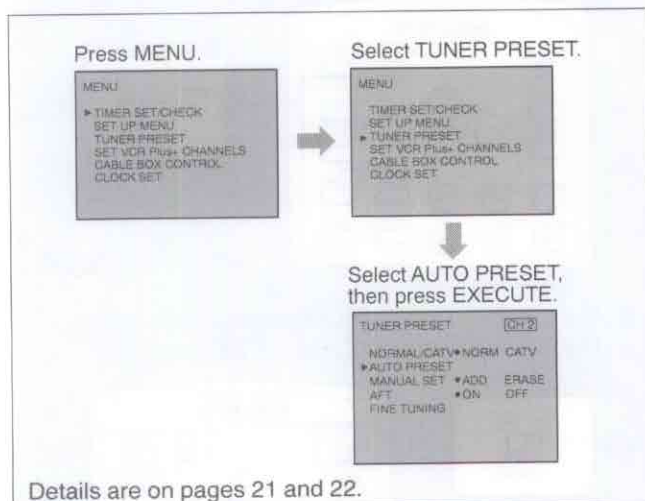 Press MENU.
MENU
▶ TIMER SET/CHECK
SET UP MENU
TUNER PRESET
SET VCR Plus+ CHANNELS
CABLE BOX CONTROL
CLOCK SET
Select TUNER PRESET.
MENU
TIMER SET/CHECK
SET UP MENU
▶ TUNER PRESET
SET VCR Plus+ CHANNELS
CABLE BOX CONTROL
CLOCK SET
Select AUTO PRESET,
then press EXECUTE.
TUNER PRESET CH 2
NORMAL/CATV •NORM CATV
▶AUTO PRESET
MANUAL SET •ADD ERASE
AFT •ON OFF
FINE TUNING
Details are on pages 21 and 22.